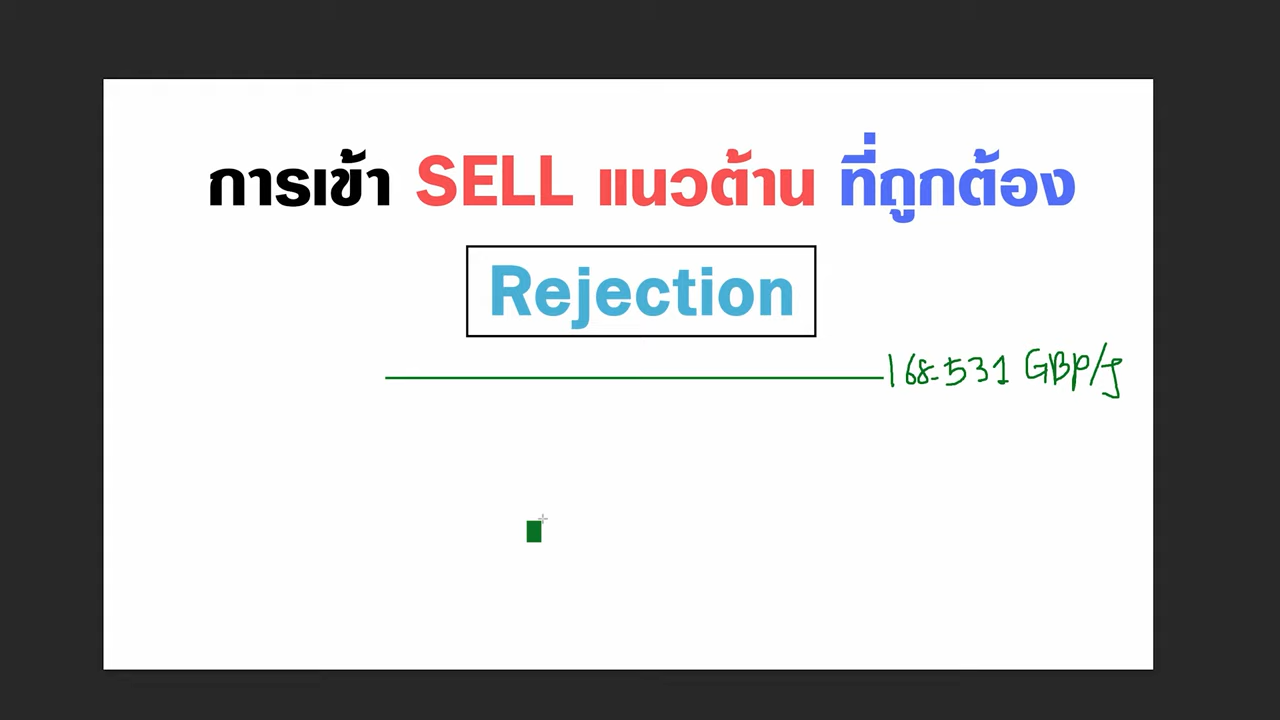 การเข้า SELL แนวต้าน ที่ถูกต้อง
Rejection
168.531 GBP/J